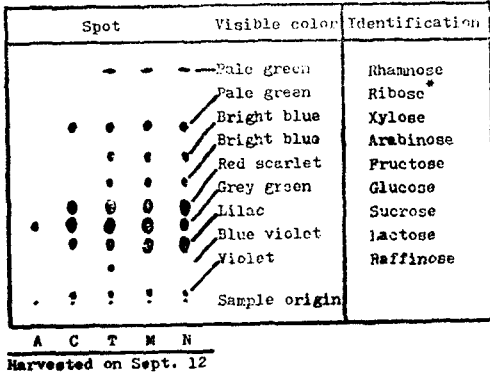 Spot Visible color Identification
Pale green Rhamnose
Pale green Ribose*
Bright blue Xylose
Bright blue Arabinose
Red scarlet Fructose
Grey green Glucose
Lilac Sucrose
Blue violet Lactose
Violet Raffinose
Sample origin
A C T M N
Harvested on Sept. 12